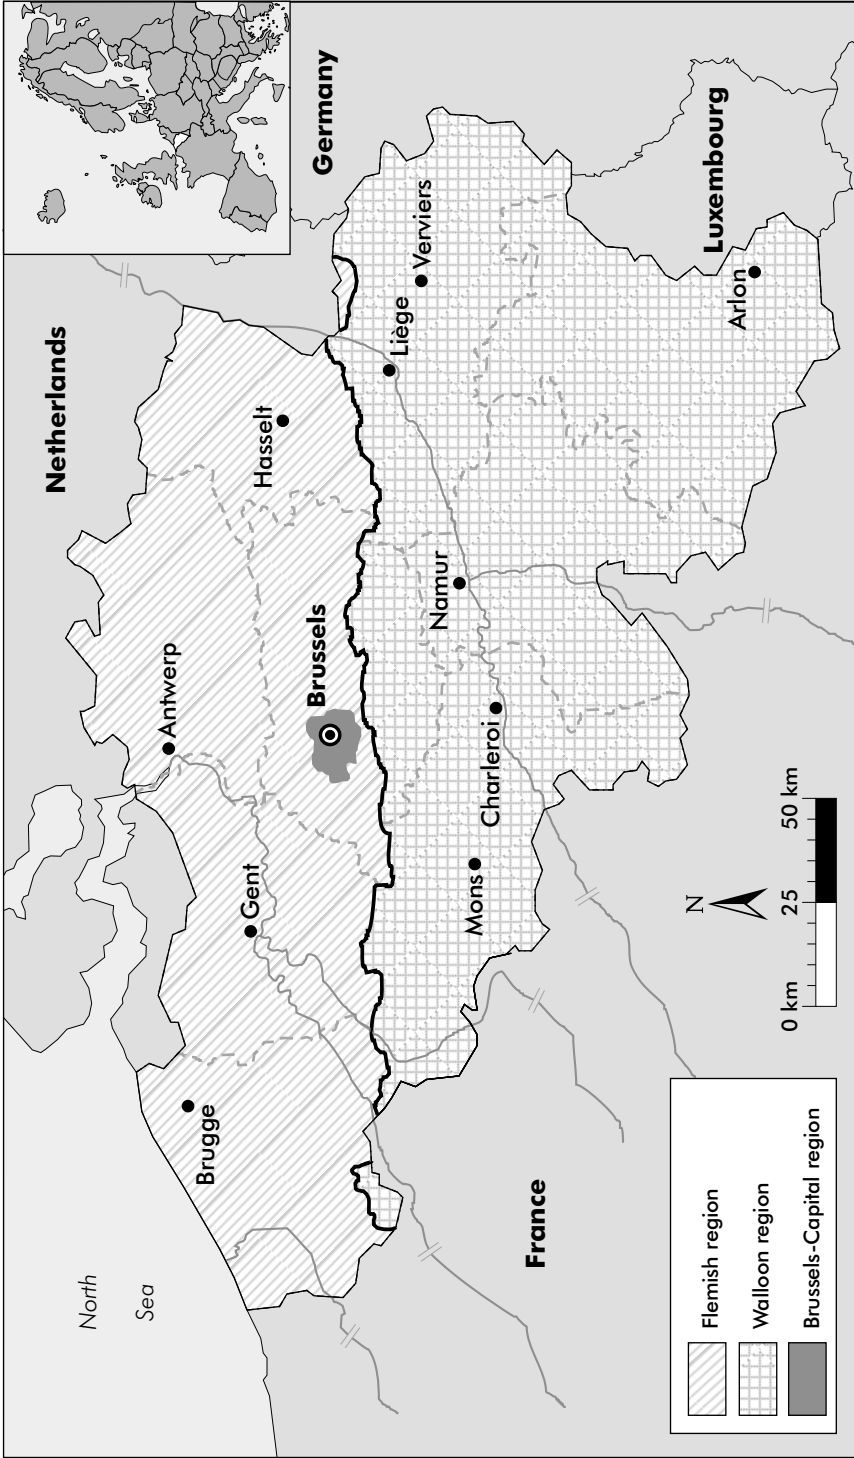 Netherlands
Germany
North
Sea
Antwerp
Brugge
Gent
Hasselt
Brussels
Liège
Verviers
Namur
Mons
Charleroi
France
Luxembourg
Arlon
Flemish region
Walloon region
Brussels-Capital region
N
0 km
25
50 km